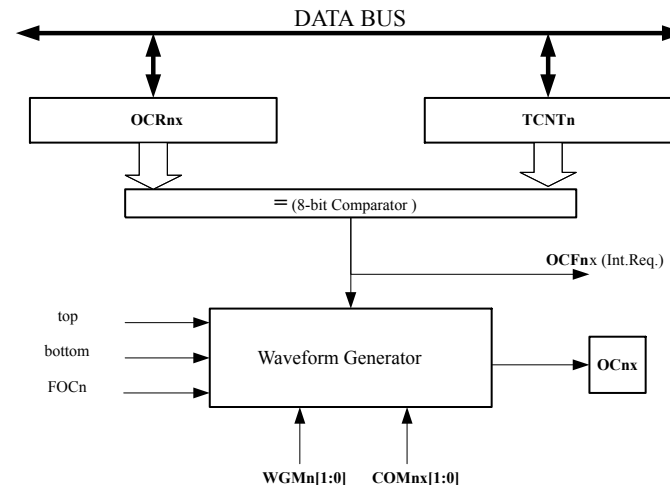 DATA BUS
OCRnx
TCNTn
= (8-bit Comparator )
OCFnx (Int.Req.)
top
bottom
FOCn
Waveform Generator
OCnx
WGMn[1:0]
COMnx[1:0]